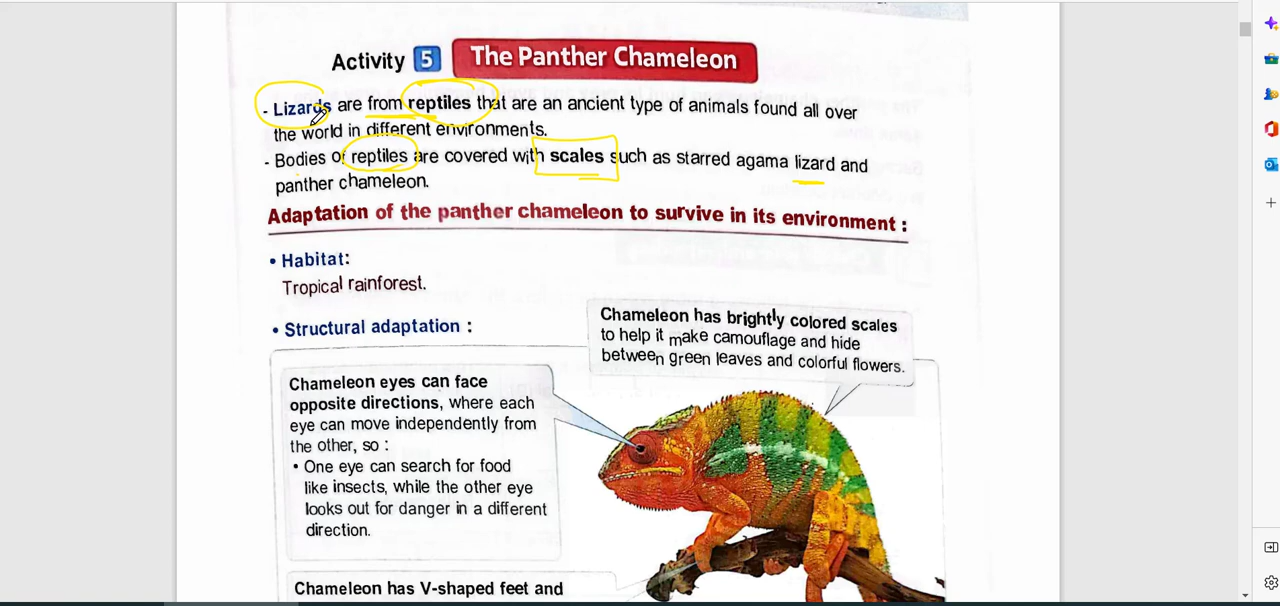 Activity 5 The Panther Chameleon
- Lizards are from reptiles that are an ancient type of animals found all over
the world in different environments.
- Bodies of reptiles are covered with scales such as starred agama lizard and
panther chameleon.
Adaptation of the panther chameleon to survive in its environment :
• Habitat:
Tropical rainforest.
• Structural adaptation :
Chameleon has brightly colored scales
to help it make camouflage and hide
between green leaves and colorful flowers.
Chameleon eyes can face
opposite directions, where each
eye can move independently from
the other, so :
• One eye can search for food
like insects, while the other eye
looks out for danger in a different
direction.
Chameleon has V-shaped feet and